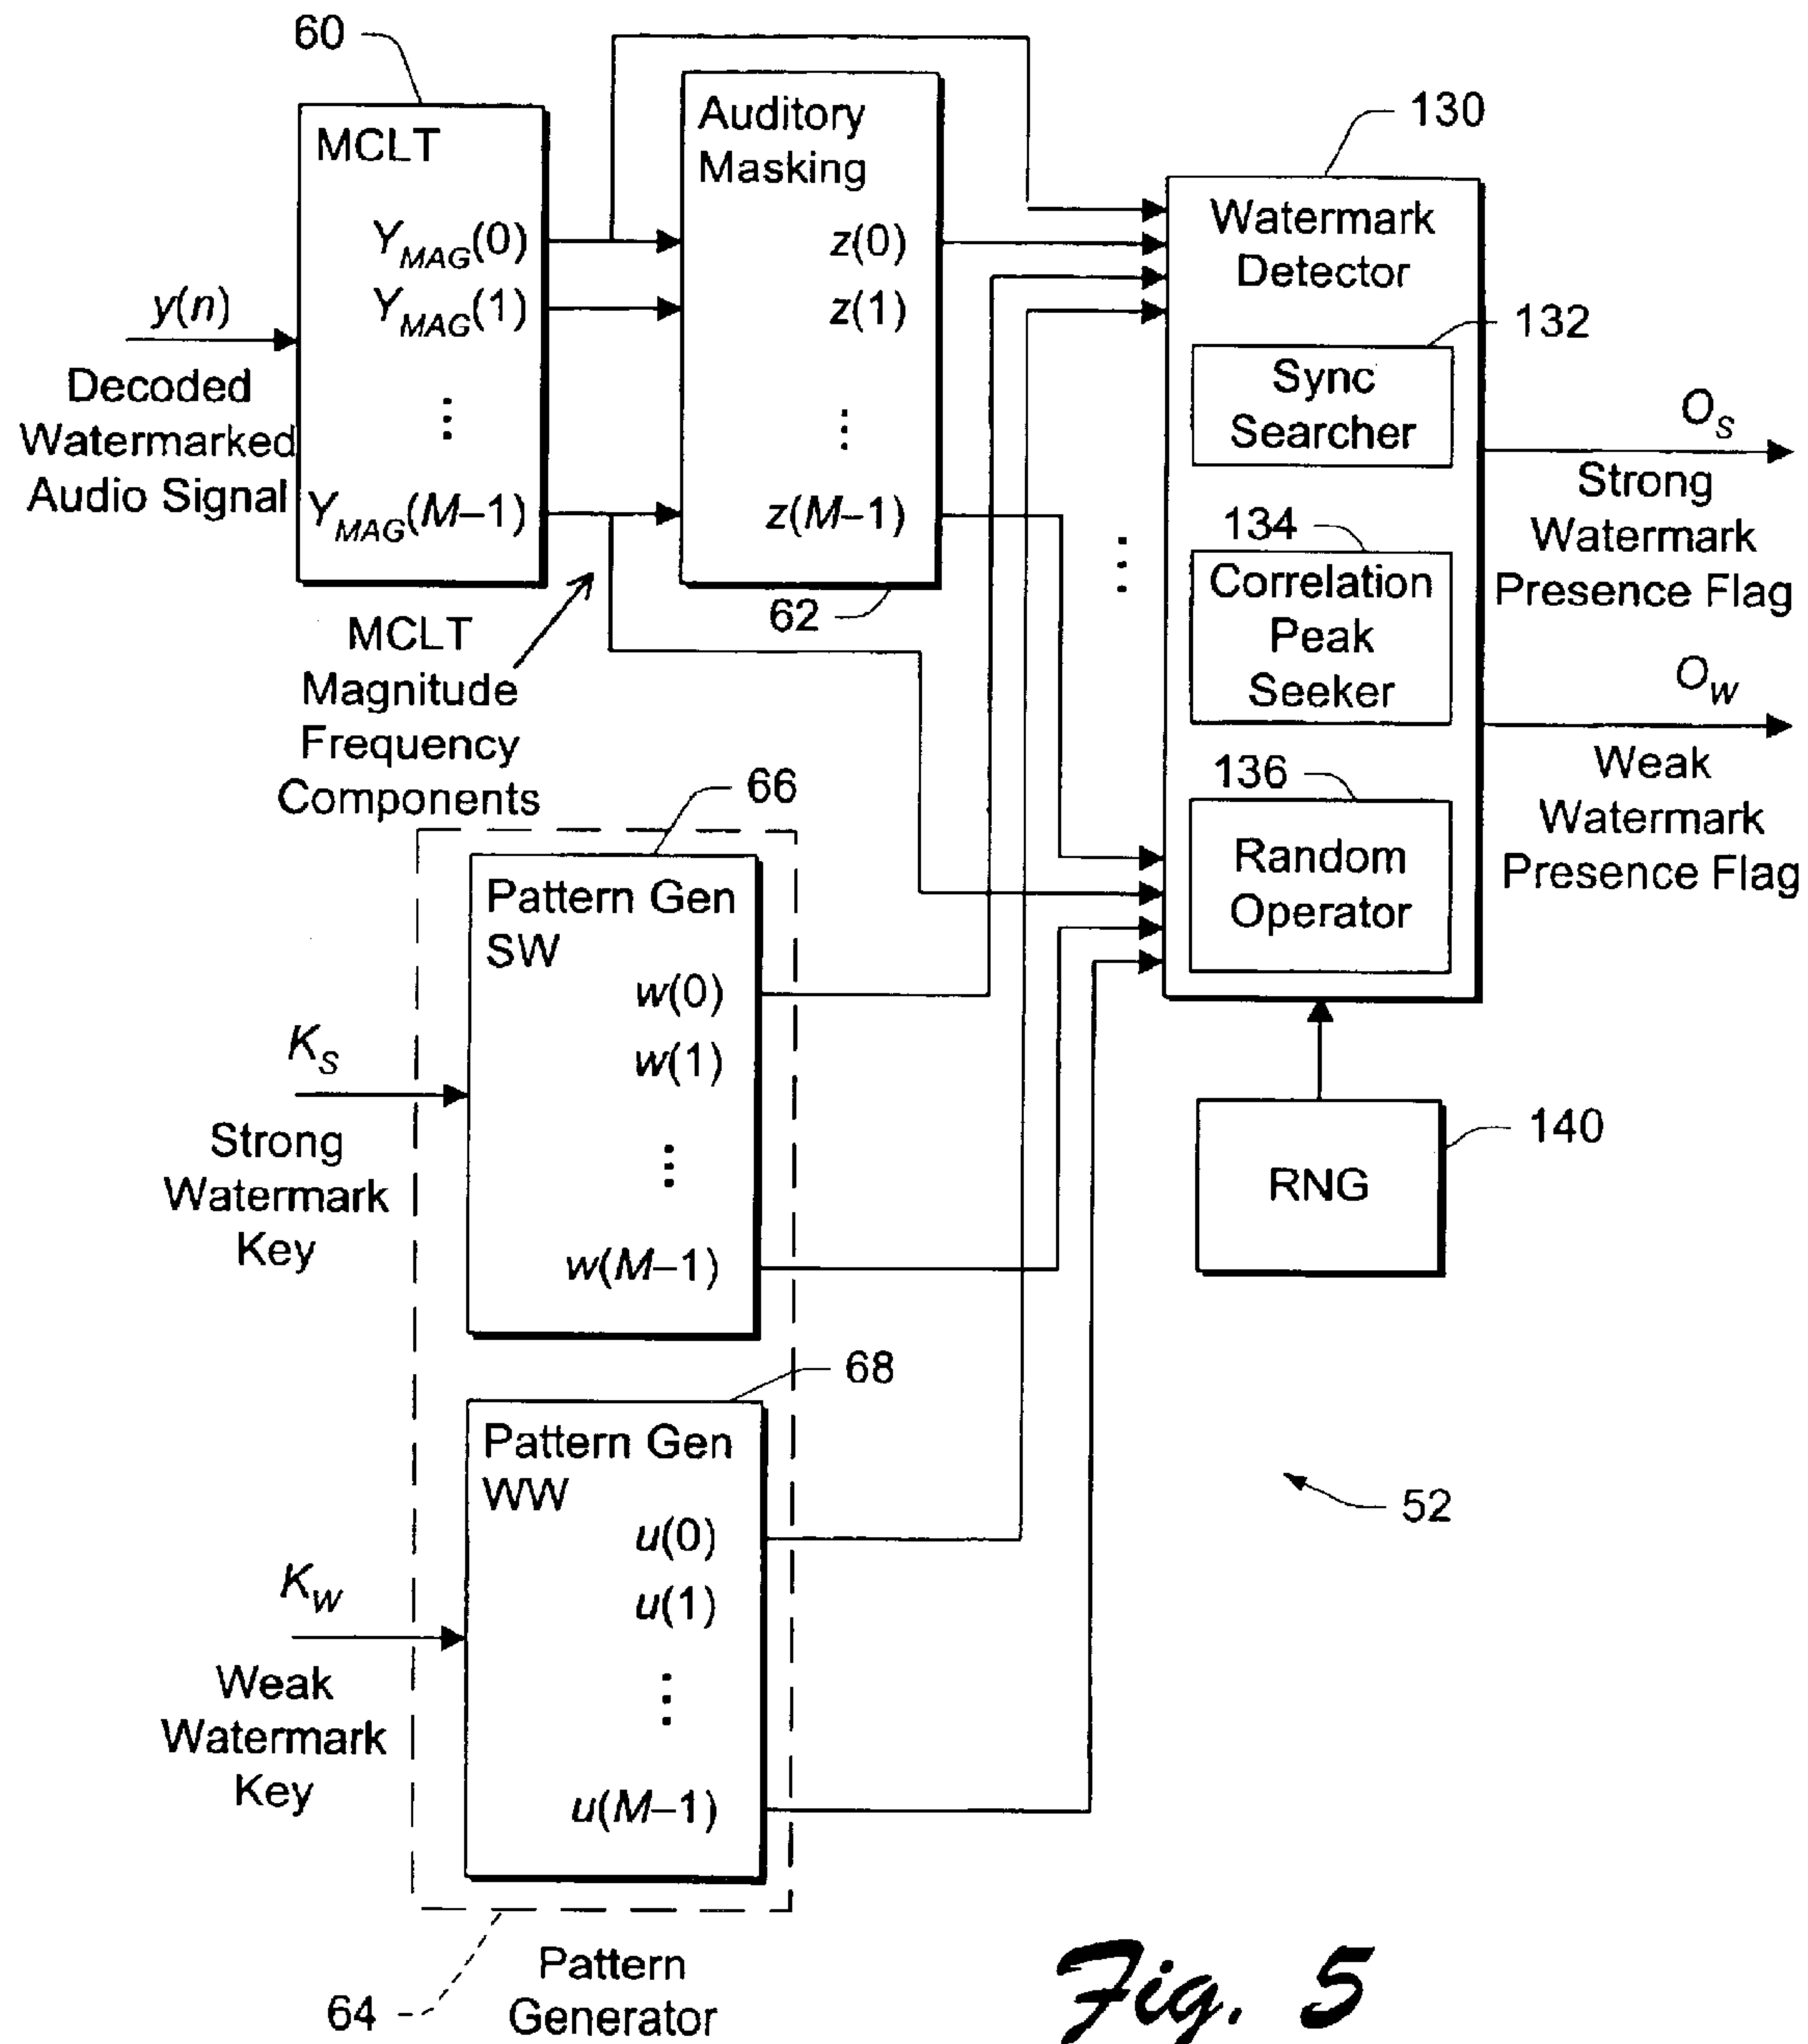 60
MCLT
Y_MAG(0)
Y_MAG(1)
⋮
Y_MAG(M–1)
y(n)
Decoded
Watermarked
Audio Signal
Auditory
Masking
z(0)
z(1)
⋮
z(M–1)
62
MCLT
Magnitude
Frequency
Components
130
Watermark
Detector
132
Sync
Searcher
134
Correlation
Peak
Seeker
136
Random
Operator
⋮
O_S
Strong
Watermark
Presence Flag
O_W
Weak
Watermark
Presence Flag
66
Pattern Gen
SW
w(0)
w(1)
⋮
w(M–1)
K_S
Strong
Watermark
Key
140
RNG
68
Pattern Gen
WW
u(0)
u(1)
⋮
u(M–1)
K_W
Weak
Watermark
Key
52
64
Pattern
Generator
Fig. 5